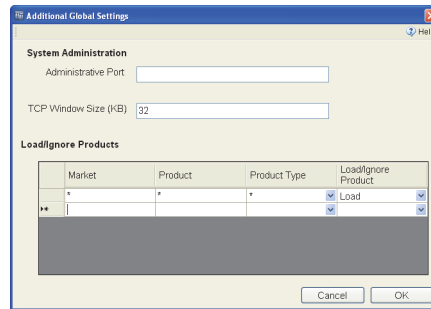 Additional Global Settings
Hel
System Administration
Administrative Port
TCP Window Size (KB) 32
Load/Ignore Products
Market Product Product Type Load/Ignore Product
* * * Load
Cancel OK